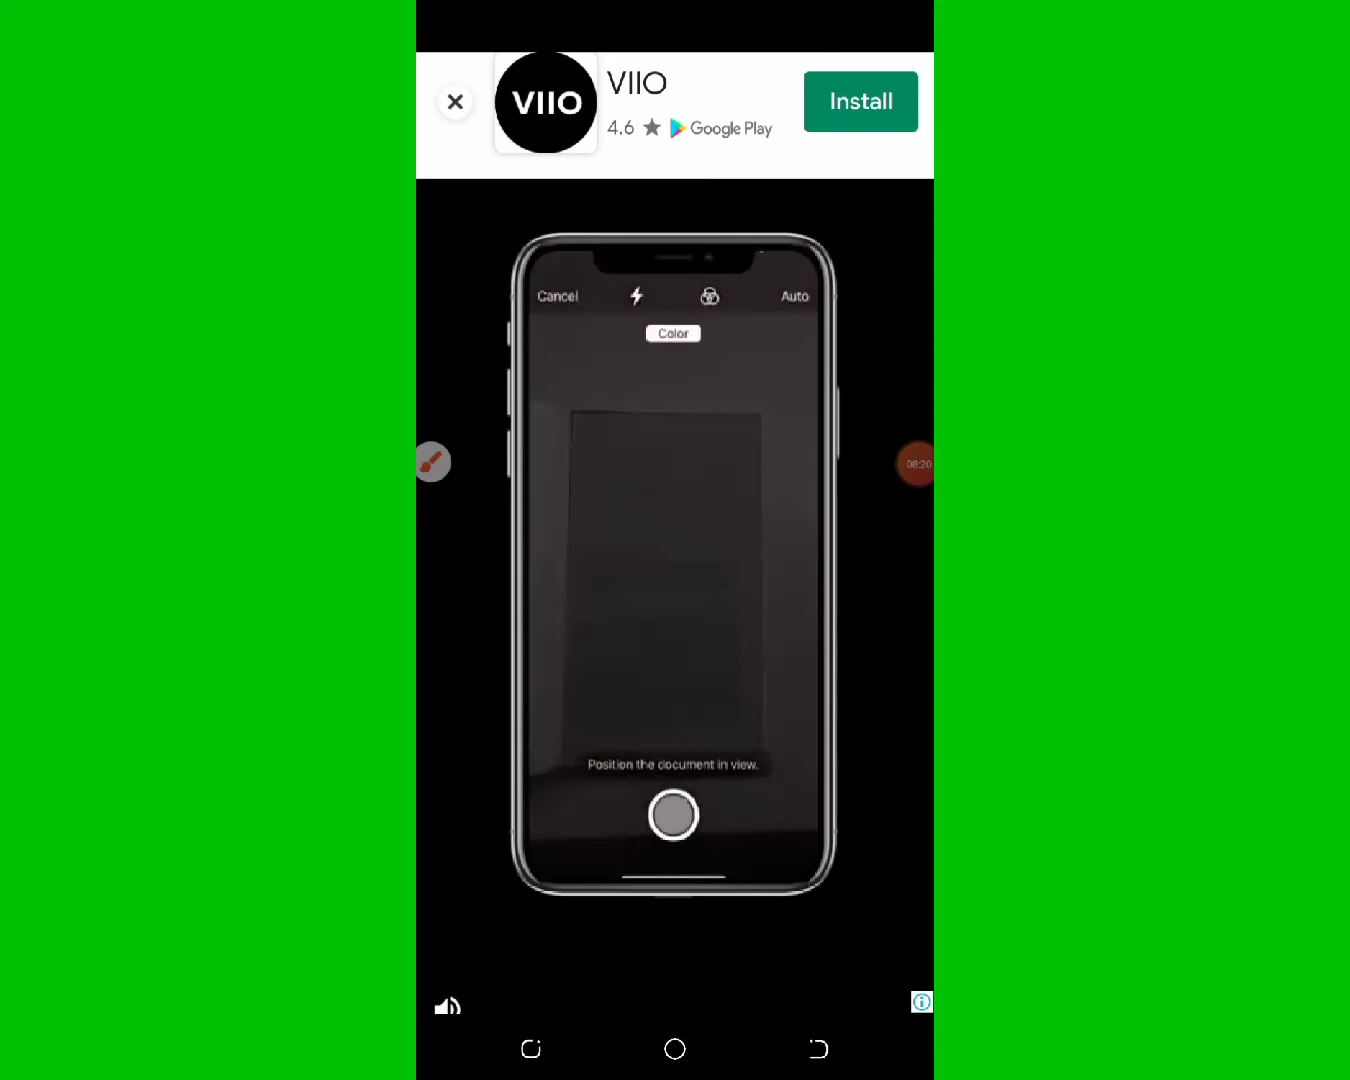 VIIO
VIIO
4.6 ★ Google Play
Install
Cancel
Auto
Color
08:20
Position the document in view.